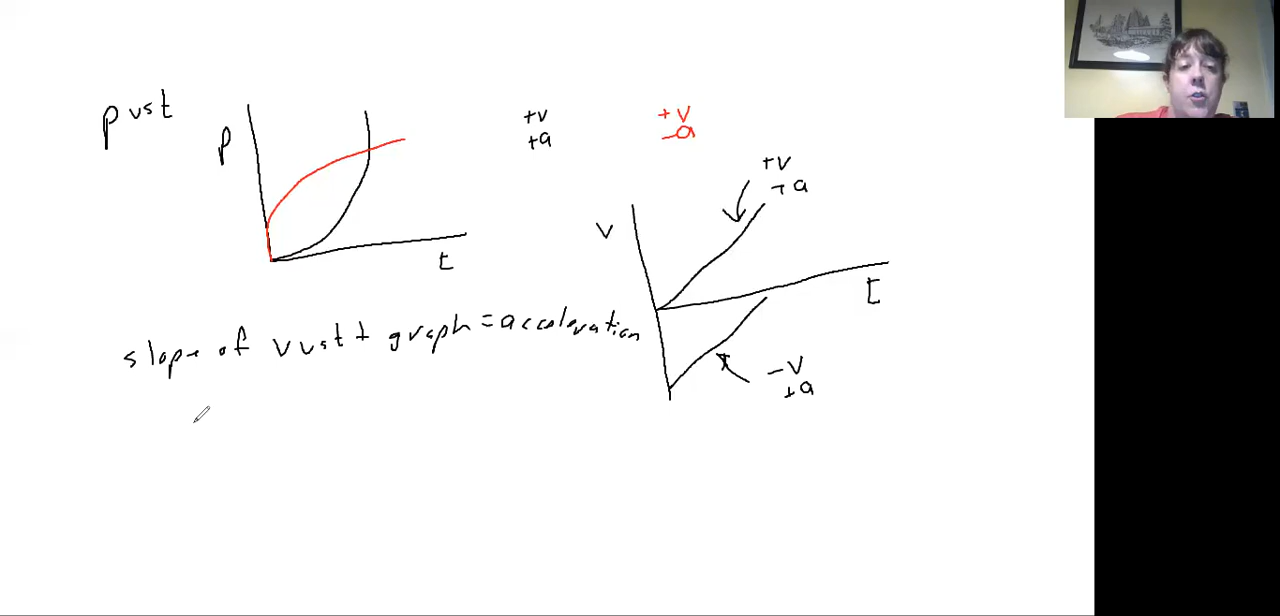 p vs t
p
t
+v
+a
+v
-a
+v
+a
v
t
slope of v vs t graph = acceleration
-v
+a